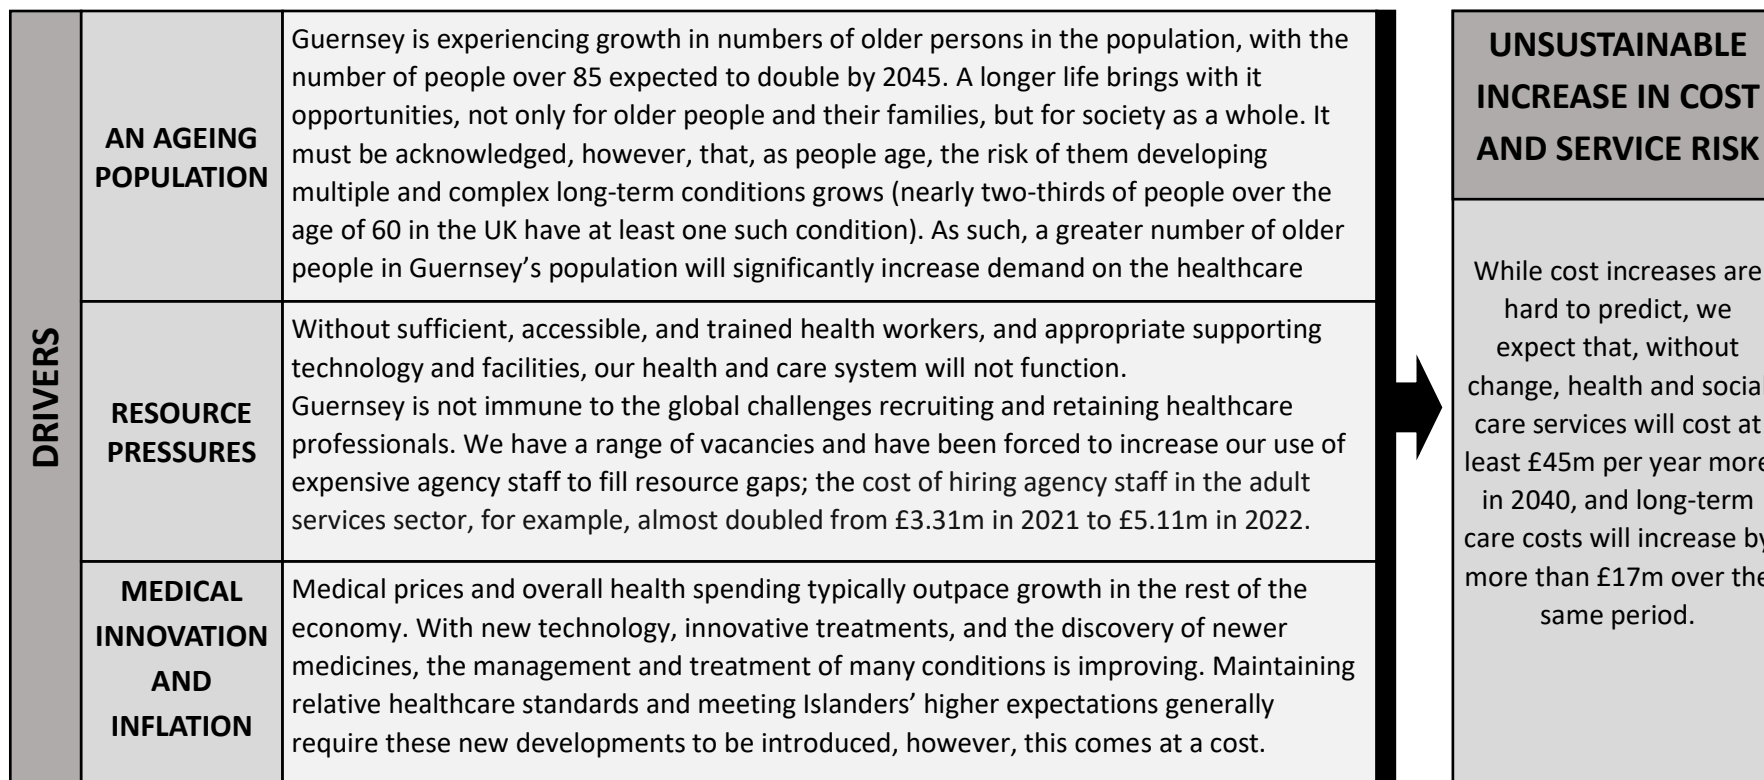 DRIVERS
AN AGEING
POPULATION
Guernsey is experiencing growth in numbers of older persons in the population, with the
number of people over 85 expected to double by 2045. A longer life brings with it
opportunities, not only for older people and their families, but for society as a whole. It
must be acknowledged, however, that, as people age, the risk of them developing
multiple and complex long-term conditions grows (nearly two-thirds of people over the
age of 60 in the UK have at least one such condition). As such, a greater number of older
people in Guernsey’s population will significantly increase demand on the healthcare
RESOURCE
PRESSURES
Without sufficient, accessible, and trained health workers, and appropriate supporting
technology and facilities, our health and care system will not function.
Guernsey is not immune to the global challenges recruiting and retaining healthcare
professionals. We have a range of vacancies and have been forced to increase our use of
expensive agency staff to fill resource gaps; the cost of hiring agency staff in the adult
services sector, for example, almost doubled from £3.31m in 2021 to £5.11m in 2022.
MEDICAL
INNOVATION
AND
INFLATION
Medical prices and overall health spending typically outpace growth in the rest of the
economy. With new technology, innovative treatments, and the discovery of newer
medicines, the management and treatment of many conditions is improving. Maintaining
relative healthcare standards and meeting Islanders’ higher expectations generally
require these new developments to be introduced, however, this comes at a cost.
UNSUSTAINABLE
INCREASE IN COST
AND SERVICE RISK
While cost increases are
hard to predict, we
expect that, without
change, health and social
care services will cost at
least £45m per year more
in 2040, and long-term
care costs will increase by
more than £17m over the
same period.